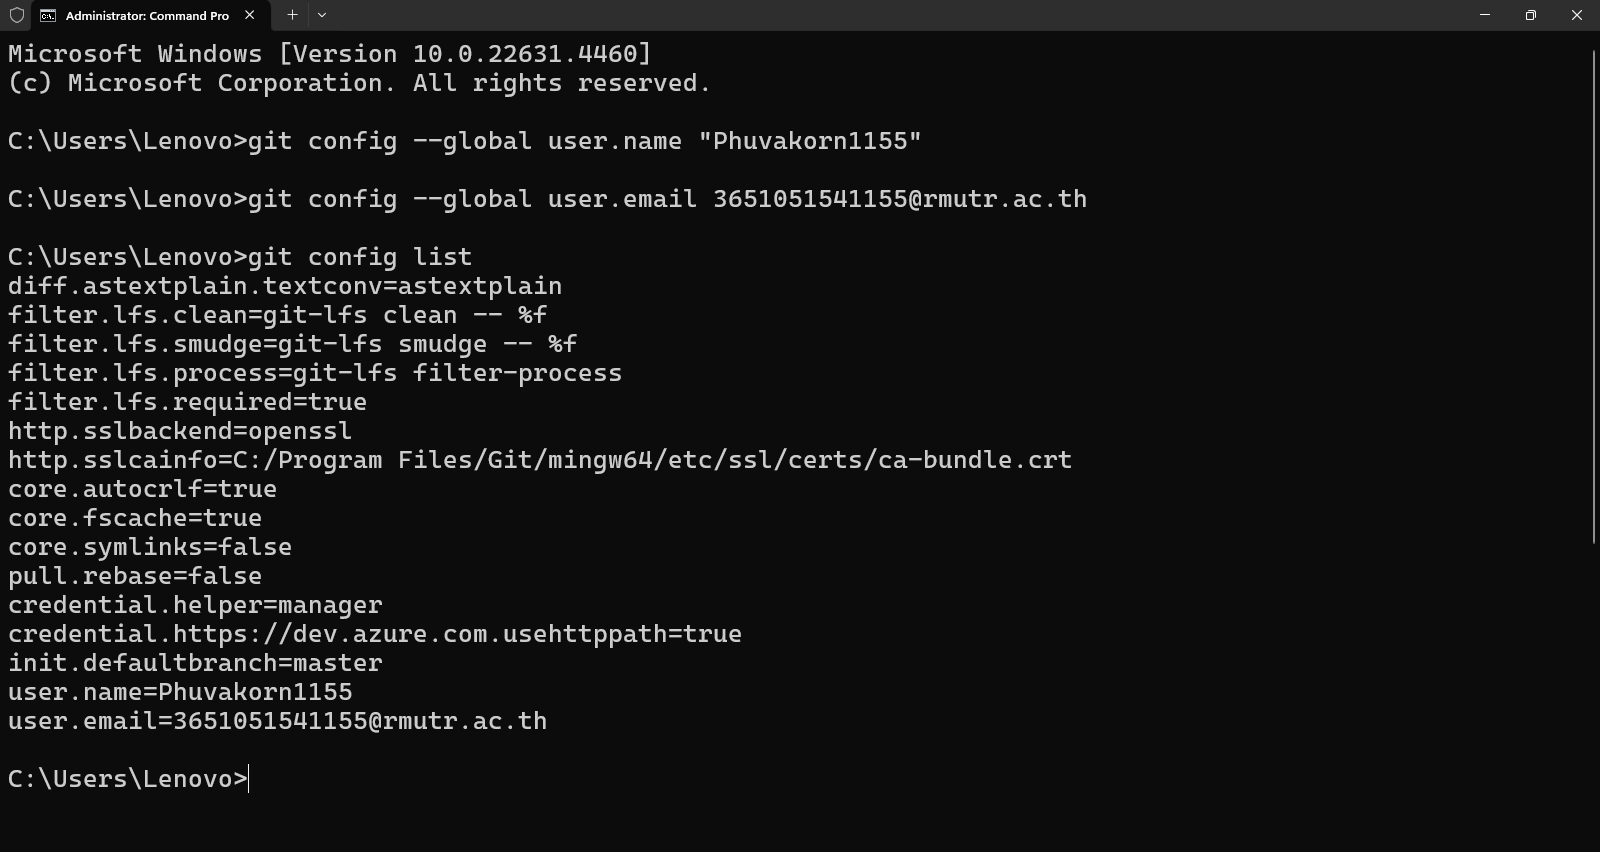 Administrator: Command Pro
Microsoft Windows [Version 10.0.22631.4460]
(c) Microsoft Corporation. All rights reserved.
C:\Users\Lenovo>git config --global user.name "Phuvakorn1155"
C:\Users\Lenovo>git config --global user.email 3651051541155@rmutr.ac.th
C:\Users\Lenovo>git config list
diff.astextplain.textconv=astextplain
filter.lfs.clean=git-lfs clean -- %f
filter.lfs.smudge=git-lfs smudge -- %f
filter.lfs.process=git-lfs filter-process
filter.lfs.required=true
http.sslbackend=openssl
http.sslcainfo=C:/Program Files/Git/mingw64/etc/ssl/certs/ca-bundle.crt
core.autocrlf=true
core.fscache=true
core.symlinks=false
pull.rebase=false
credential.helper=manager
credential.https://dev.azure.com.usehttppath=true
init.defaultbranch=master
user.name=Phuvakorn1155
user.email=3651051541155@rmutr.ac.th
C:\Users\Lenovo>